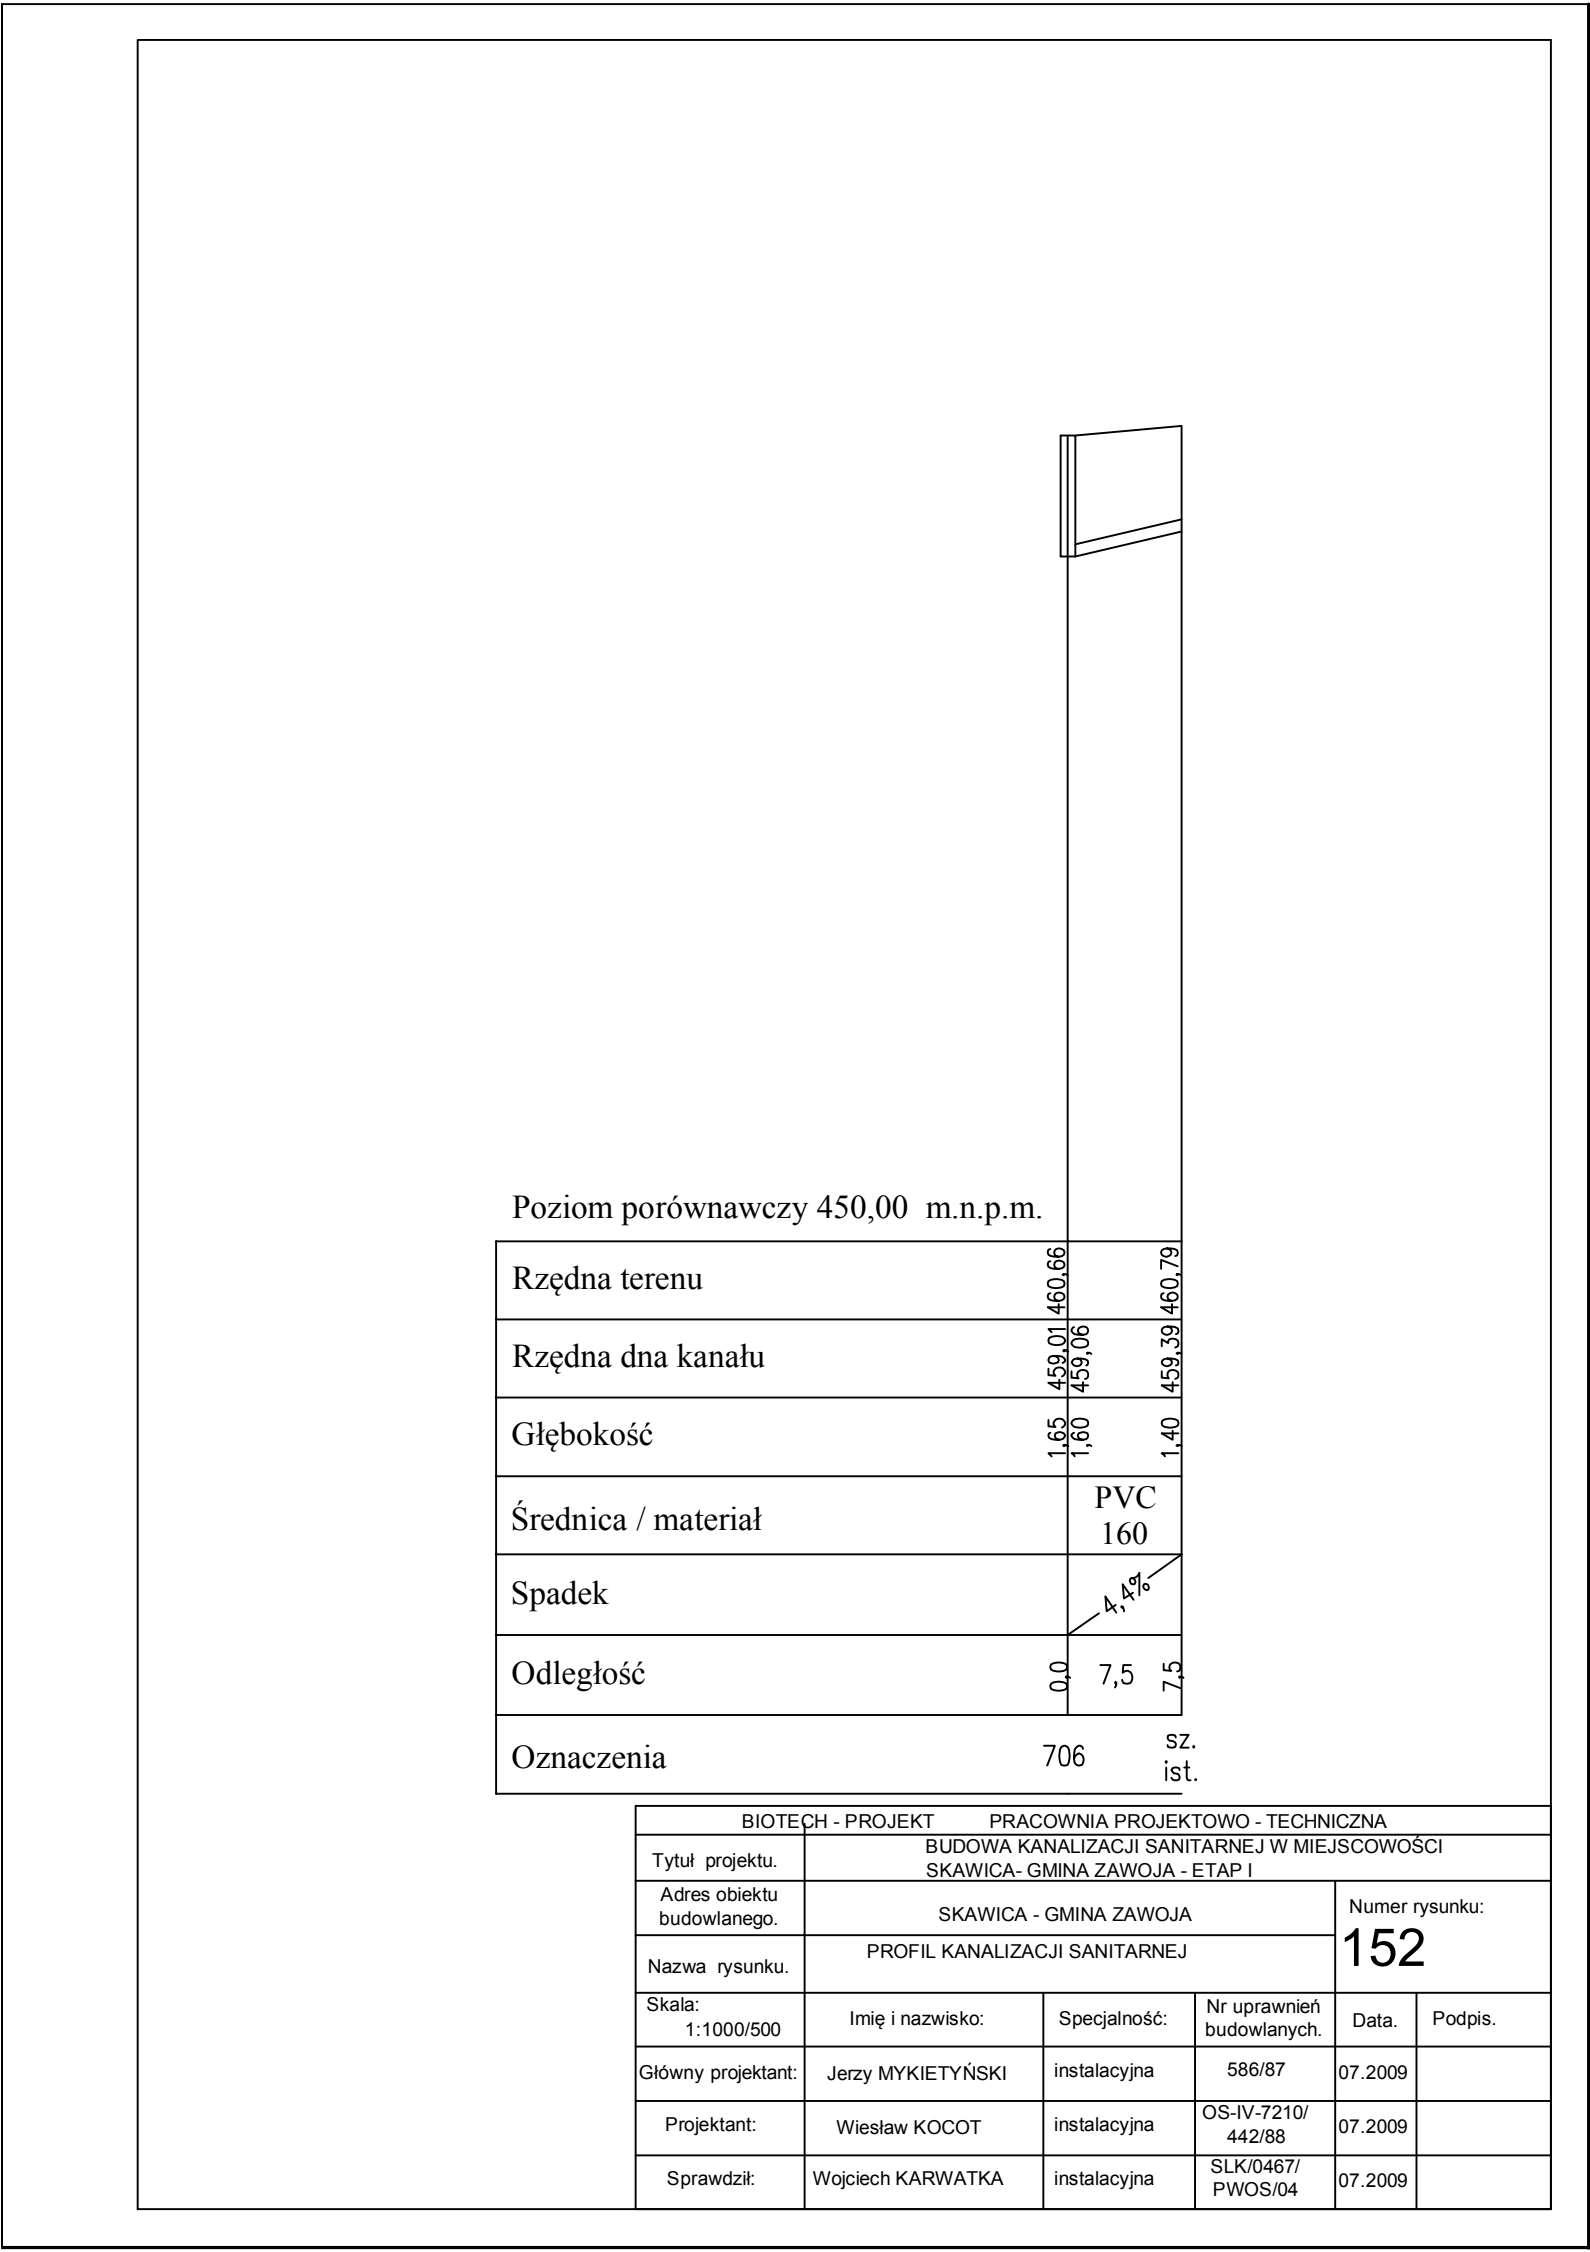 Poziom porównawczy 450,00 m.n.p.m.
Rzędna terenu 460,66 460,79
Rzędna dna kanału 459,01 459,06 459,39
Głębokość 1,65 1,60 1,40
Średnica / materiał PVC
160
Spadek 4,4%
Odległość 0,0 7,5 7,5
Oznaczenia 706 sz.
ist.
BIOTECH - PROJEKT PRACOWNIA PROJEKTOWO - TECHNICZNA
Tytuł projektu. BUDOWA KANALIZACJI SANITARNEJ W MIEJSCOWOŚCI
SKAWICA- GMINA ZAWOJA - ETAP I
Adres obiektu
budowlanego.
SKAWICA - GMINA ZAWOJA
Numer rysunku:
152
Nazwa rysunku. PROFIL KANALIZACJI SANITARNEJ
Skala:
1:1000/500
Imię i nazwisko:
Specjalność:
Nr uprawnień
budowlanych.
Data.
Podpis.
Główny projektant: Jerzy MYKIETYŃSKI instalacyjna 586/87 07.2009
Projektant: Wiesław KOCOT instalacyjna OS-IV-7210/
442/88
07.2009
Sprawdził: Wojciech KARWATKA instalacyjna SLK/0467/
PWOS/04
07.2009